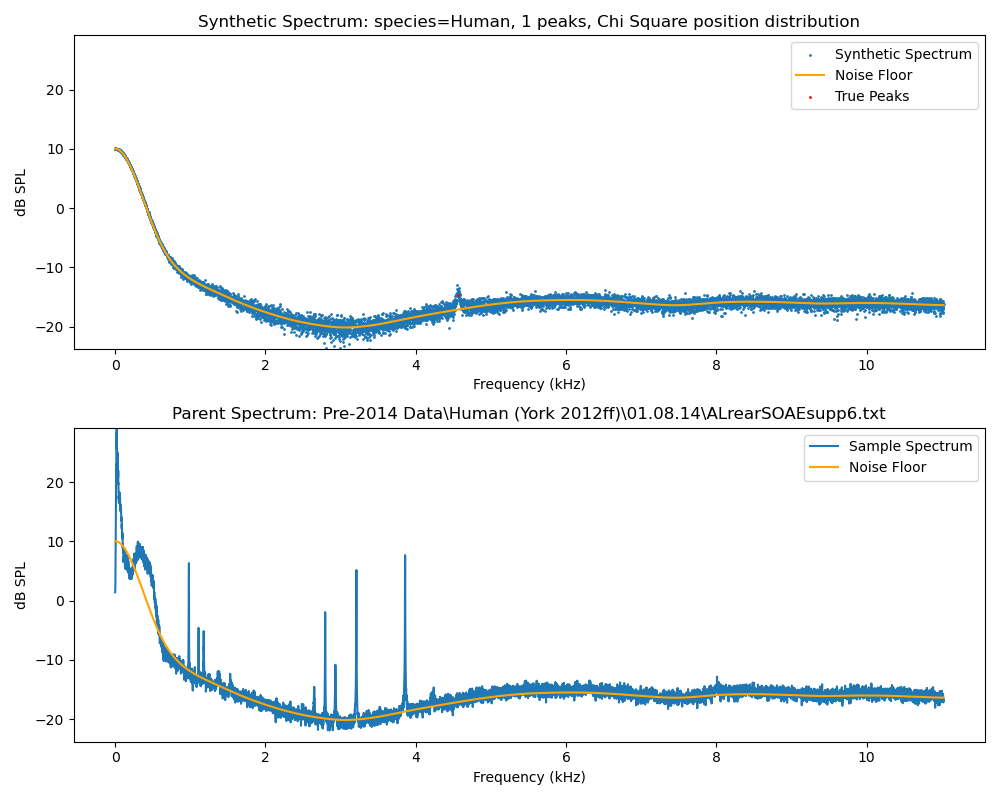 Synthetic Spectrum: species=Human, 1 peaks, Chi Square position distribution
Synthetic Spectrum
Noise Floor
True Peaks
dB SPL
20
10
0
−10
−20
0 2 4 6 8 10
Frequency (kHz)
Parent Spectrum: Pre-2014 Data\Human (York 2012ff)\01.08.14\ALrearSOAEsupp6.txt
Sample Spectrum
Noise Floor
dB SPL
20
10
0
−10
−20
0 2 4 6 8 10
Frequency (kHz)